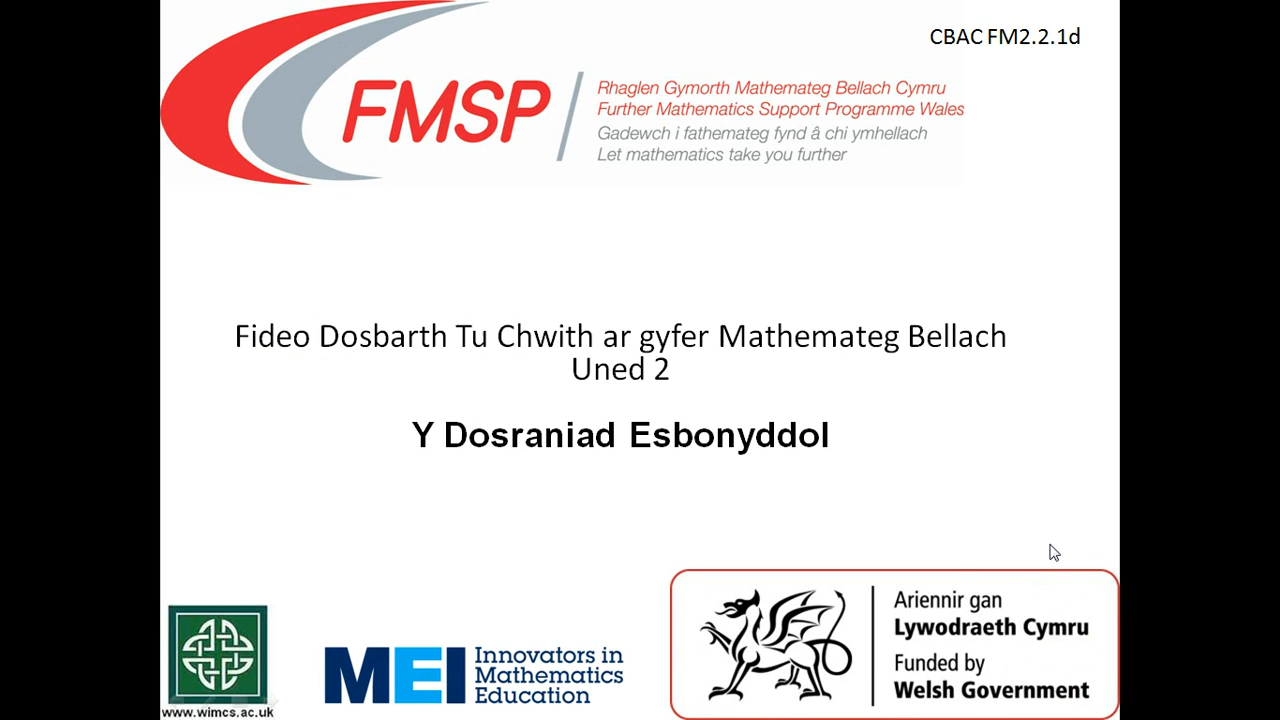 CBAC FM2.2.1d
FMSP
Rhaglen Gymorth Mathemateg Bellach Cymru
Further Mathematics Support Programme Wales
Gadewch i fathemateg fynd â chi ymhellach
Let mathematics take you further
Fideo Dosbarth Tu Chwith ar gyfer Mathemateg Bellach
Uned 2
Y Dosraniad Esbonyddol
www.wimcs.ac.uk
MEI
Innovators in
Mathematics
Education
Ariennir gan
Lywodraeth Cymru
Funded by
Welsh Government